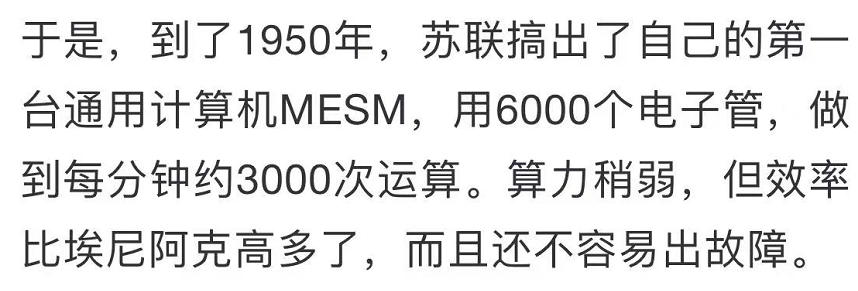 于是，到了1950年，苏联搞出了自己的第一
台通用计算机MESM，用6000个电子管，做
到每分钟约3000次运算。算力稍弱，但效率
比埃尼阿克高多了，而且还不容易出故障。